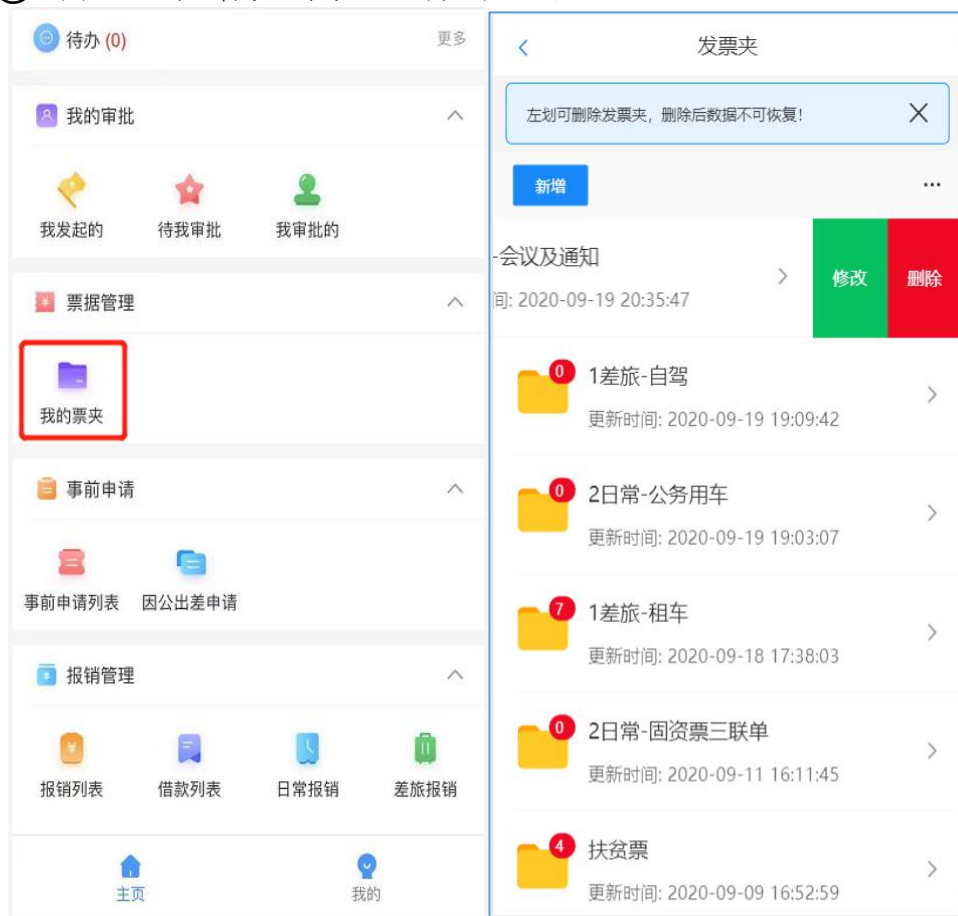 待办 (0) 更多
我的审批
我发起的 待我审批 我审批的
票据管理
我的票夹
事前申请
事前申请列表 因公出差申请
报销管理
报销列表 借款列表 日常报销 差旅报销
主页 我的
发票夹
左划可删除发票夹，删除后数据不可恢复!
新增 ...
-会议及通知
间: 2020-09-19 20:35:47
修改 删除
0 1差旅-自驾
更新时间: 2020-09-19 19:09:42
0 2日常-公务用车
更新时间: 2020-09-19 19:03:07
7 1差旅-租车
更新时间: 2020-09-18 17:38:03
0 2日常-固资票三联单
更新时间: 2020-09-11 16:11:45
4 扶贫票
更新时间: 2020-09-09 16:52:59